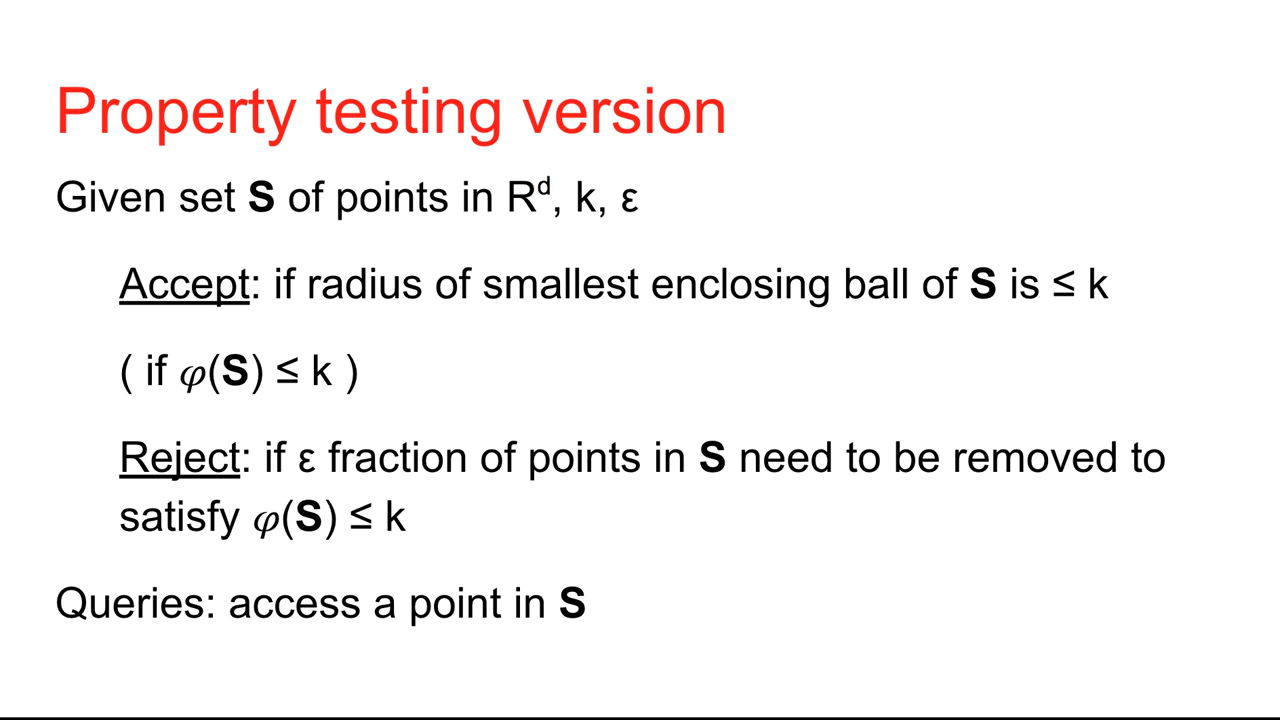 Property testing version
Given set S of points in Rᵈ, k, ε
Accept: if radius of smallest enclosing ball of S is ≤ k
( if 𝜑(S) ≤ k )
Reject: if ε fraction of points in S need to be removed to
satisfy 𝜑(S) ≤ k
Queries: access a point in S